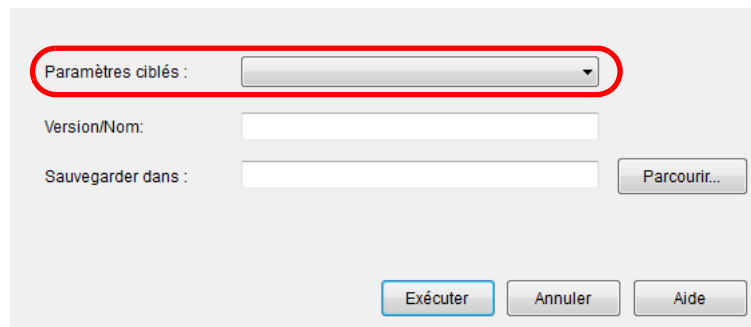 Paramètres ciblés :
Version/Nom:
Sauvegarder dans :
Parcourir...
Exécuter
Annuler
Aide